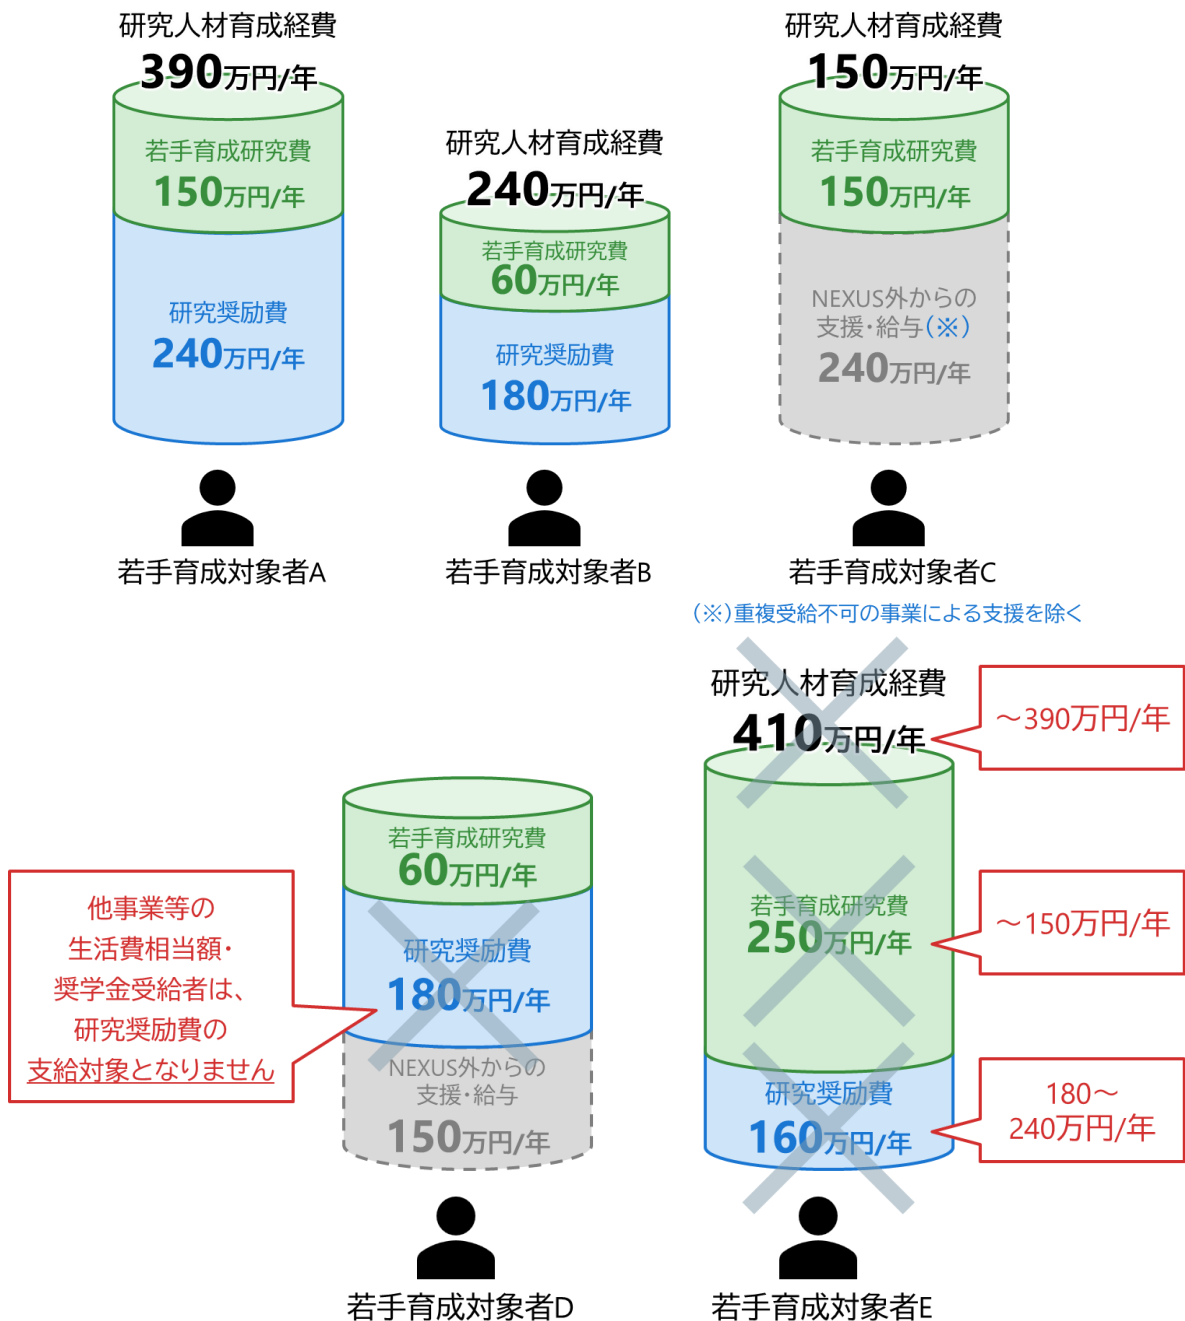 研究人材育成経費
390万円/年
若手育成研究費
150万円/年
研究奨励費
240万円/年
若手育成対象者A
研究人材育成経費
240万円/年
若手育成研究費
60万円/年
研究奨励費
180万円/年
若手育成対象者B
研究人材育成経費
150万円/年
若手育成研究費
150万円/年
NEXUS外からの
支援・給与(※)
240万円/年
若手育成対象者C
(※)重複受給不可の事業による支援を除く
若手育成研究費
60万円/年
研究奨励費
180万円/年
NEXUS外からの
支援・給与
150万円/年
他事業等の
生活費相当額・
奨学金受給者は、
研究奨励費の
支給対象となりません
若手育成対象者D
研究人材育成経費
410万円/年
～390万円/年
若手育成研究費
250万円/年
～150万円/年
研究奨励費
160万円/年
180～
240万円/年
若手育成対象者E